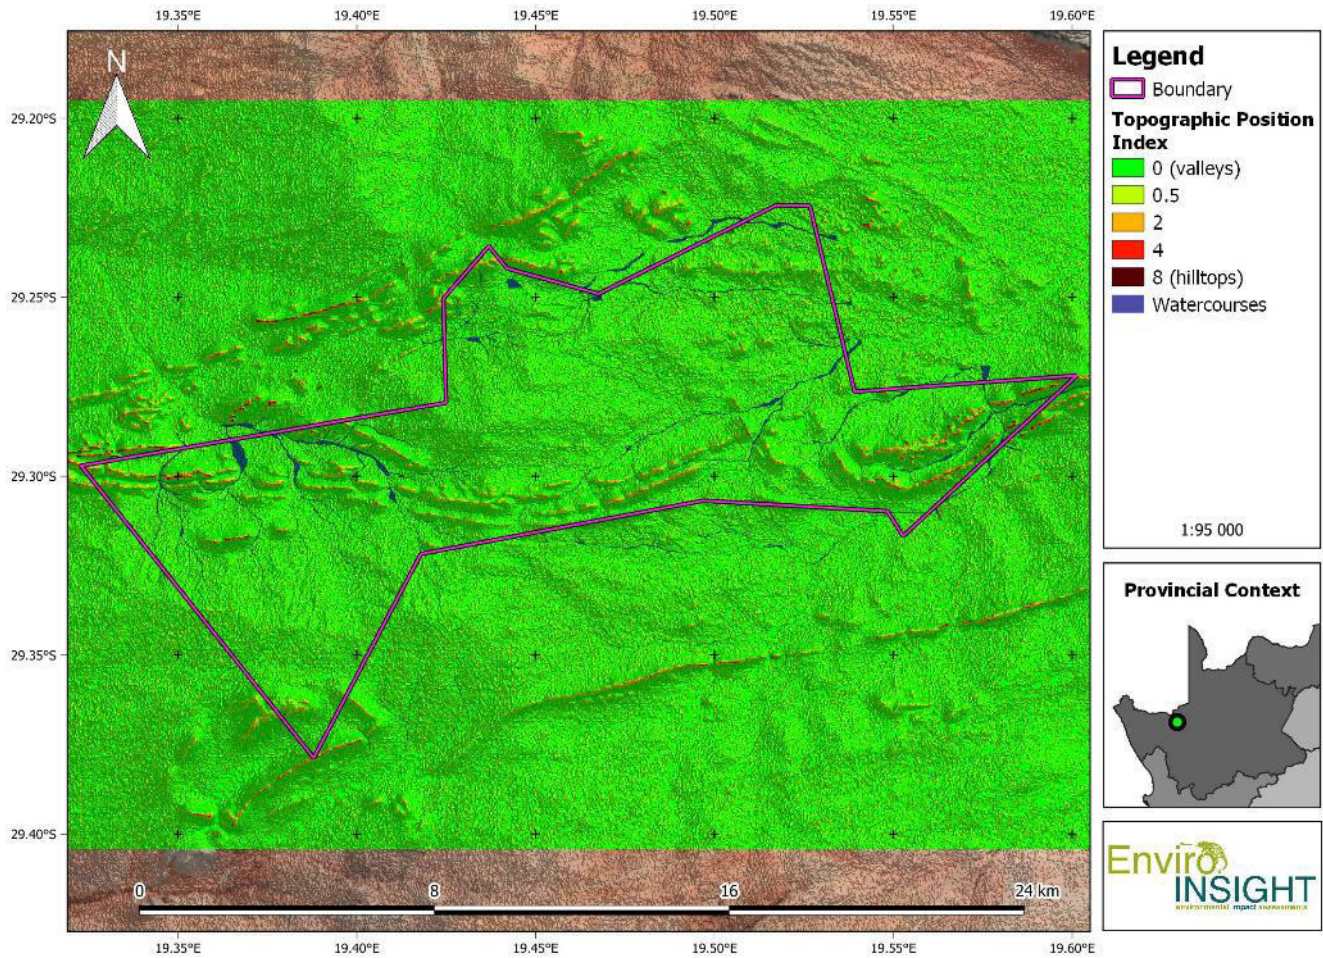 19.35°E 19.40°E 19.45°E 19.50°E 19.55°E 19.60°E
N
29.20°S
29.25°S
29.30°S
29.35°S
29.40°S
0 8 16 24 km
19.35°E 19.40°E 19.45°E 19.50°E 19.55°E 19.60°E
Legend
Boundary
Topographic Position
Index
0 (valleys)
0.5
2
4
8 (hilltops)
Watercourses
1:95 000
Provincial Context
Enviro
INSIGHT
environmental impact assessments